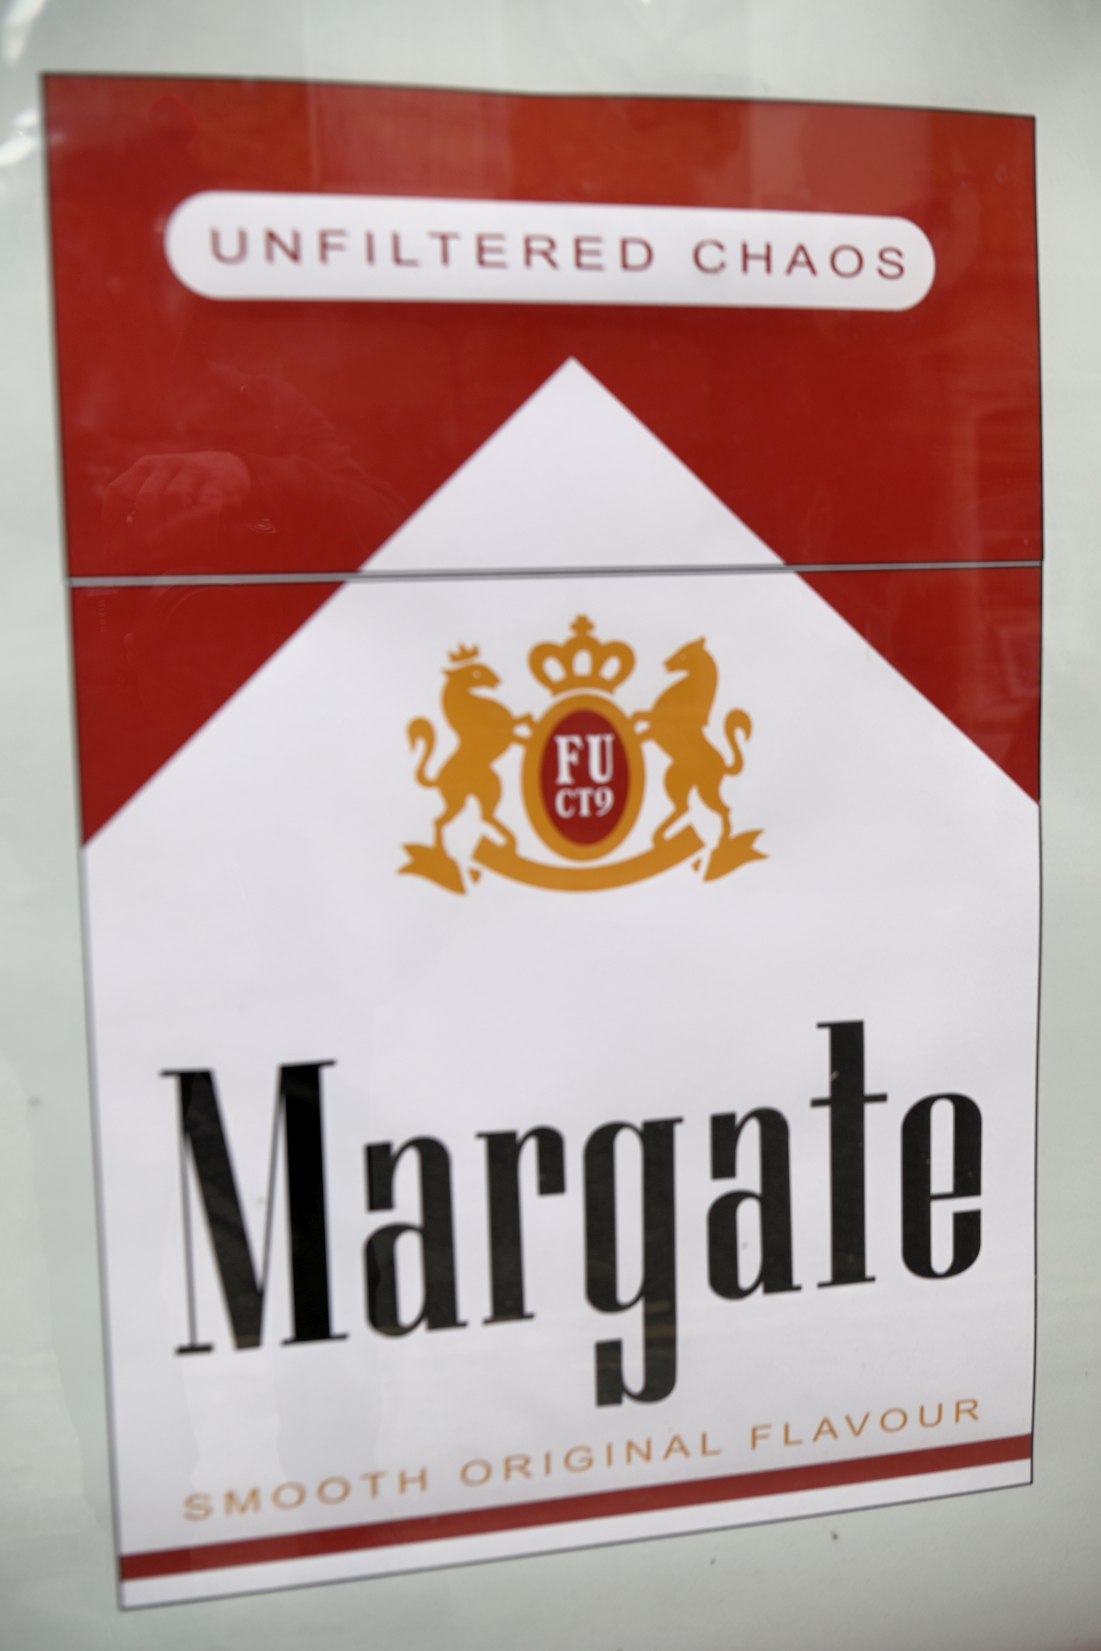 UNFILTERED CHAOS
FU
CT9
Margate
SMOOTH ORIGINAL FLAVOUR